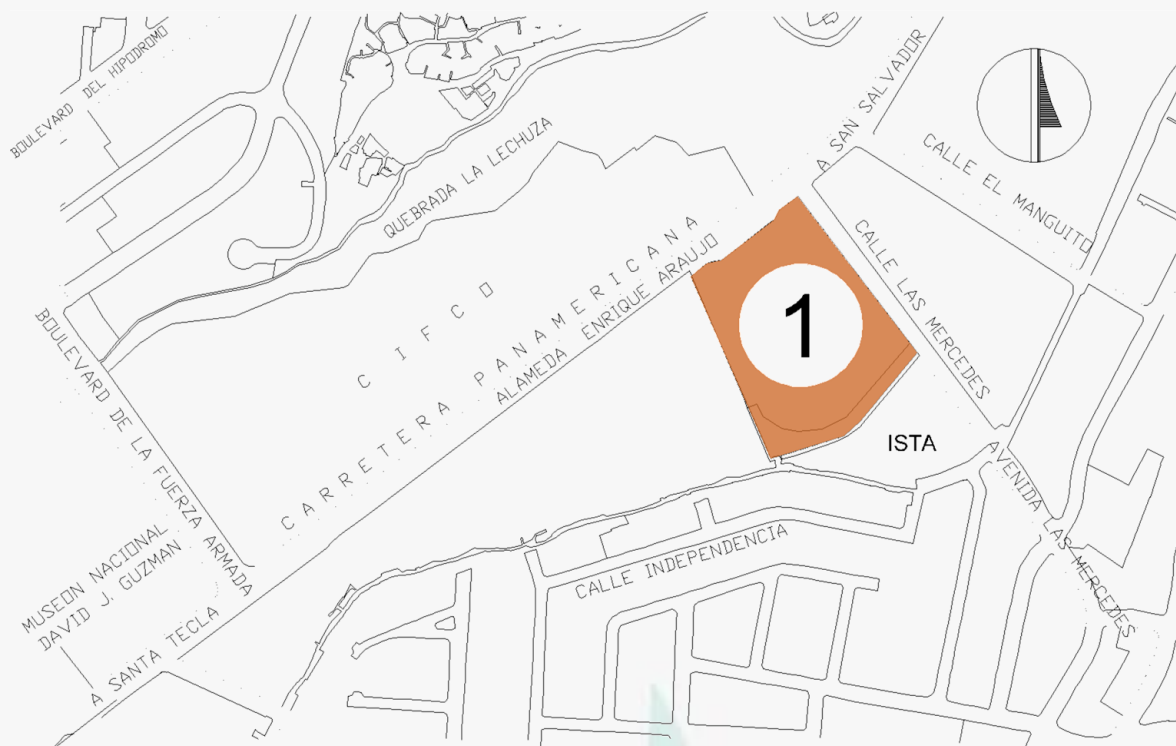 BOULEVARD DEL HIPODROMO
QUEBRADA LA LECHUZA
A SAN SALVADOR
CALLE EL MANGUITO
CALLE LAS MERCEDES
CIFCO
CARRETERA PANAMERICANA
ALAMEDA ENRIQUE ARAUJO
1
BOULEVARD DE LA FUERZA ARMADA
ISTA
AVENIDA LAS MERCEDES
MUSEON NACIONAL
DAVID J. GUZMAN
CALLE INDEPENDENCIA
A SANTA TECLA